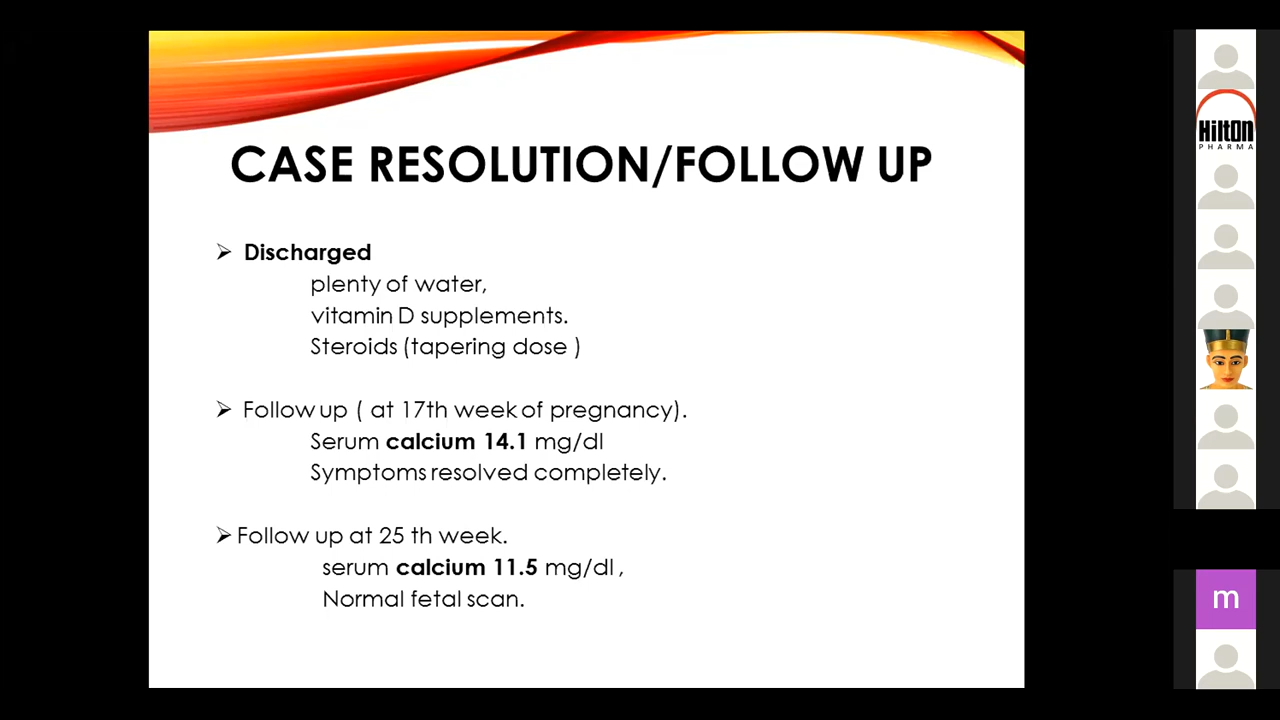 CASE RESOLUTION/FOLLOW UP
➢ Discharged
plenty of water,
vitamin D supplements.
Steroids (tapering dose )
➢ Follow up ( at 17th week of pregnancy).
Serum calcium 14.1 mg/dl
Symptoms resolved completely.
➢ Follow up at 25 th week.
serum calcium 11.5 mg/dl ,
Normal fetal scan.
HiltOn
PHARMA
m